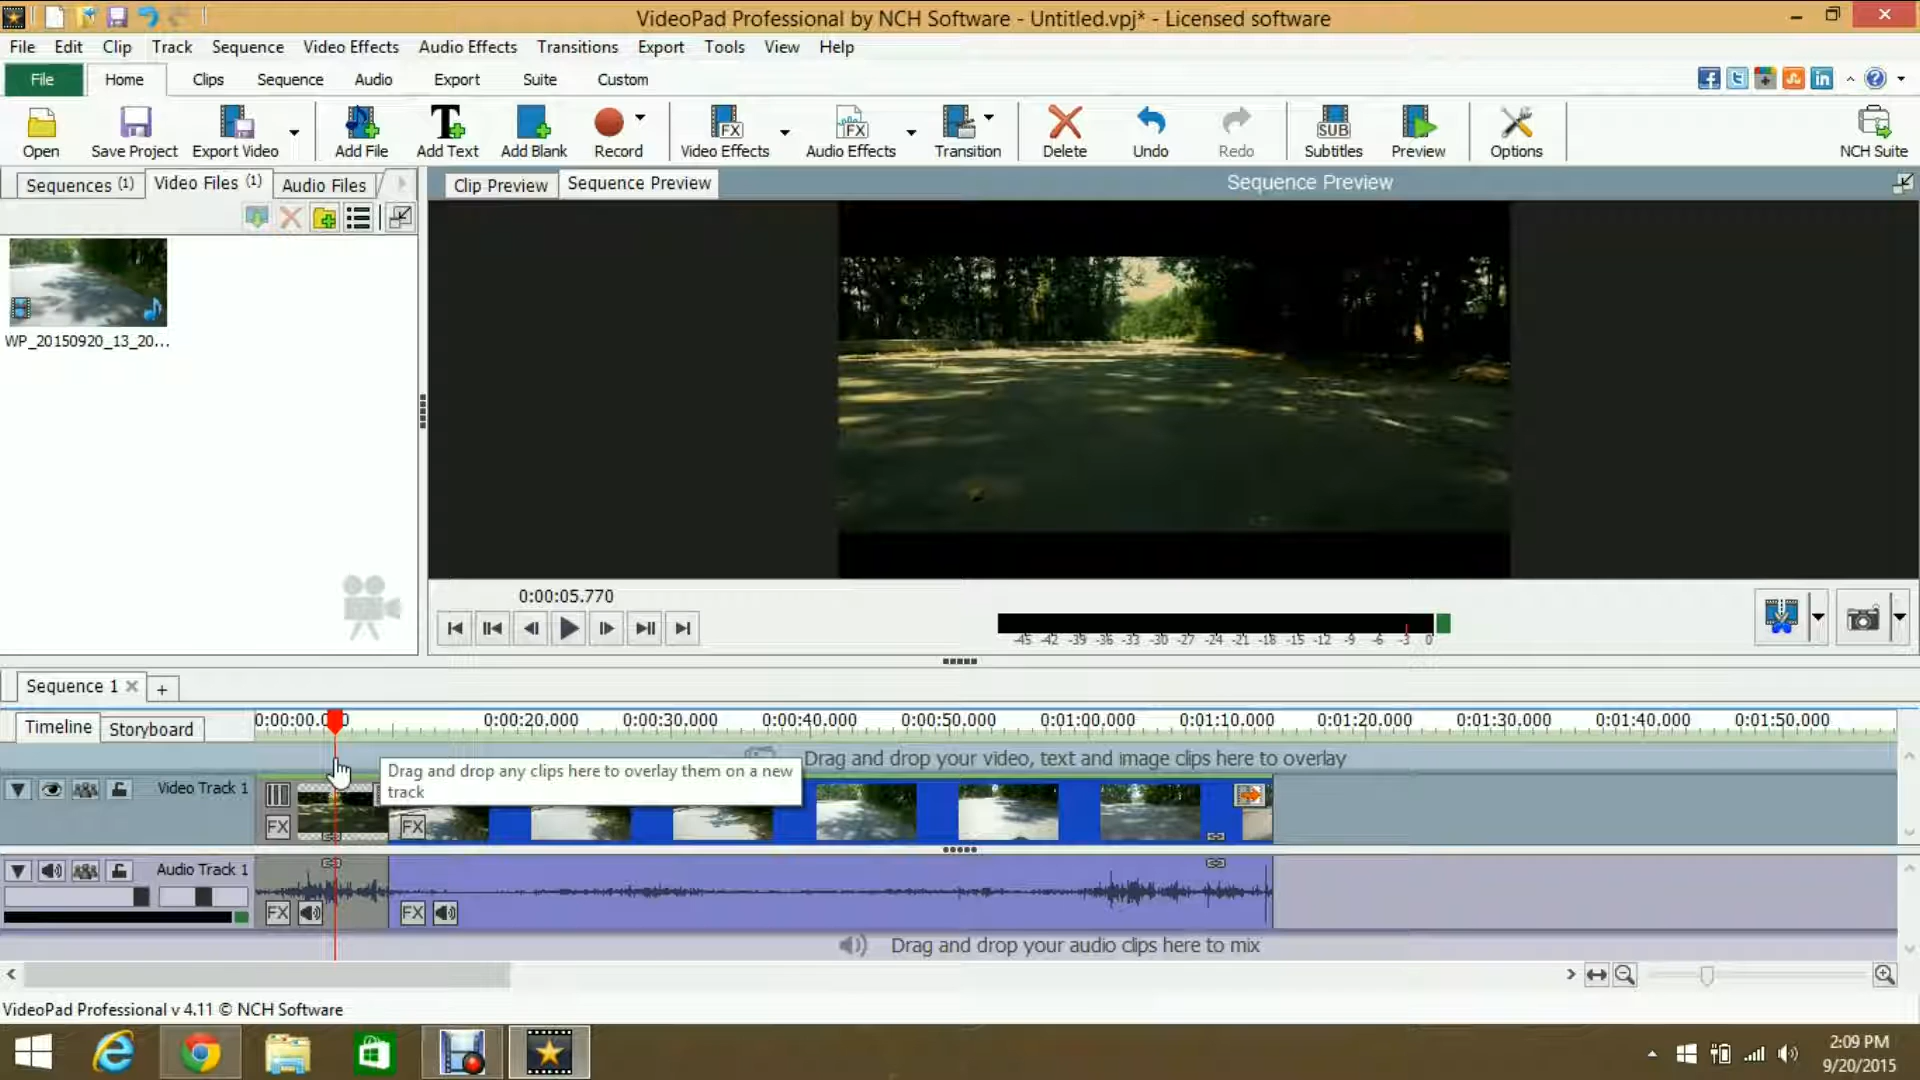 VideoPad Professional by NCH Software - Untitled.vpj* - Licensed software
File Edit Clip Track Sequence Video Effects Audio Effects Transitions Export Tools View Help
File Home Clips Sequence Audio Export Suite Custom
Open Save Project Export Video Add File Add Text Add Blank Record Video Effects Audio Effects Transition Delete Undo Redo Subtitles Preview Options NCH Suite
Sequences (1) Video Files (1) Audio Files
Clip Preview Sequence Preview Sequence Preview
WP_20150920_13_20...
0:00:05.770
-45 -42 -39 -36 -33 -30 -27 -24 -21 -18 -15 -12 -9 -6 -3 0
Sequence 1
Timeline Storyboard
0:00:00.0 0:00:20.000 0:00:30.000 0:00:40.000 0:00:50.000 0:01:00.000 0:01:10.000 0:01:20.000 0:01:30.000 0:01:40.000 0:01:50.000
Drag and drop your video, text and image clips here to overlay
Drag and drop any clips here to overlay them on a new
track
Video Track 1
FX FX
Audio Track 1
FX FX
Drag and drop your audio clips here to mix
VideoPad Professional v 4.11 © NCH Software
2:09 PM
9/20/2015